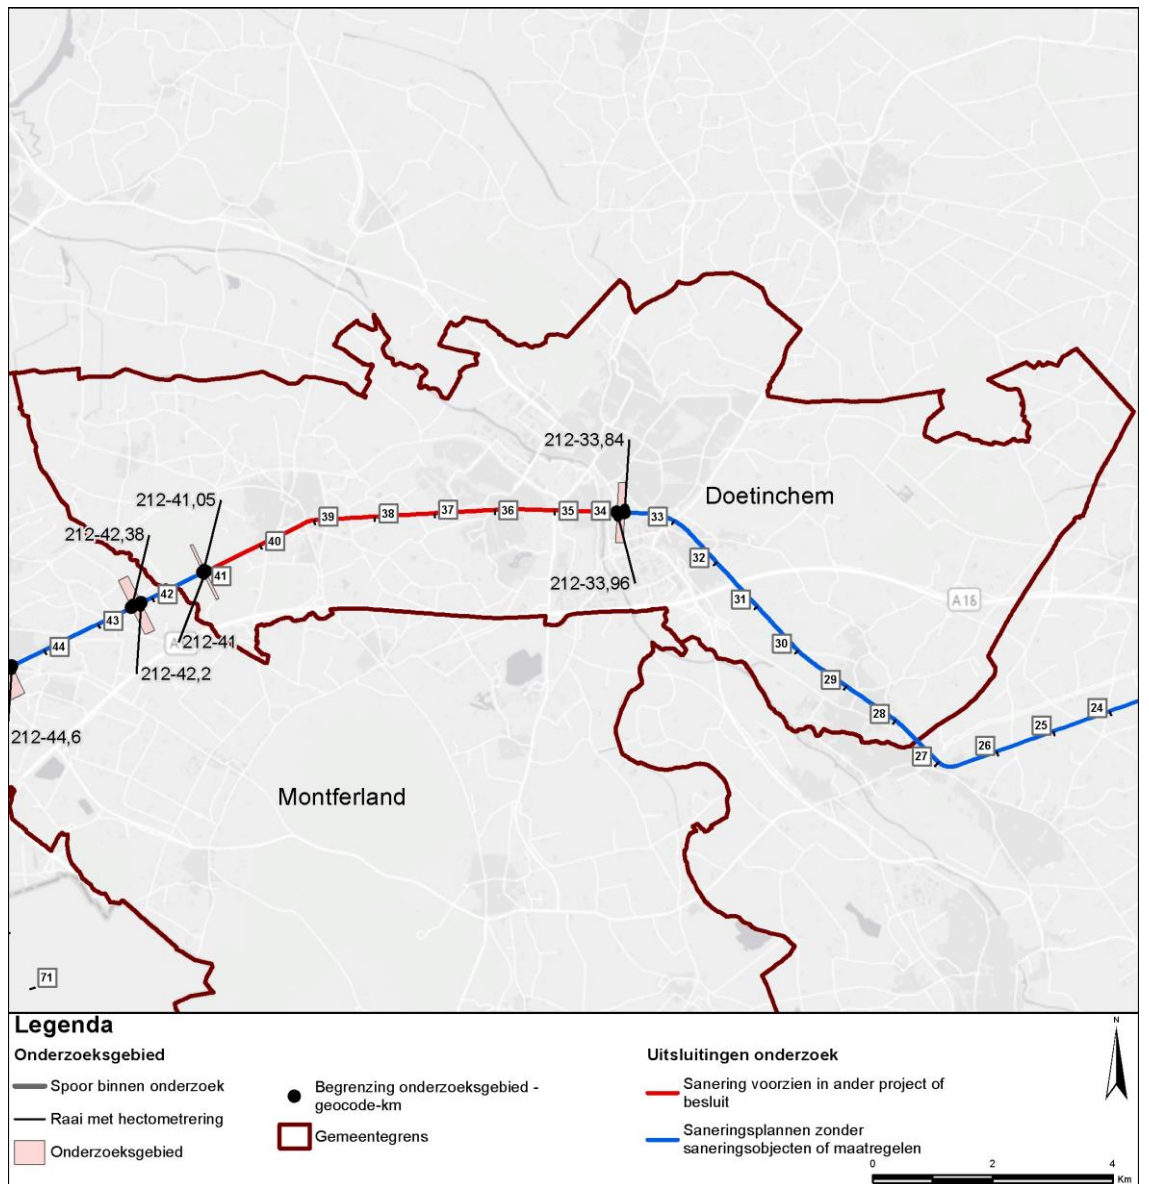 212-33,84
Doetinchem
212-41,05
212-42,38
39
38
37
36
35
34
33
40
32
41
212-33,96
42
31
A18
43
44
212-41
30
212-42,2
29
28
24
25
212-44,6
26
27
Montferland
71
Legenda
Onderzoeksgebied
Spoor binnen onderzoek
Raai met hectometrering
Onderzoeksgebied
Begrenzing onderzoeksgebied -
geocode-km
Gemeentegrens
Uitsluitingen onderzoek
Sanering voorzien in ander project of
besluit
Saneringsplannen zonder
saneringsobjecten of maatregelen
N
0 2 4
Km